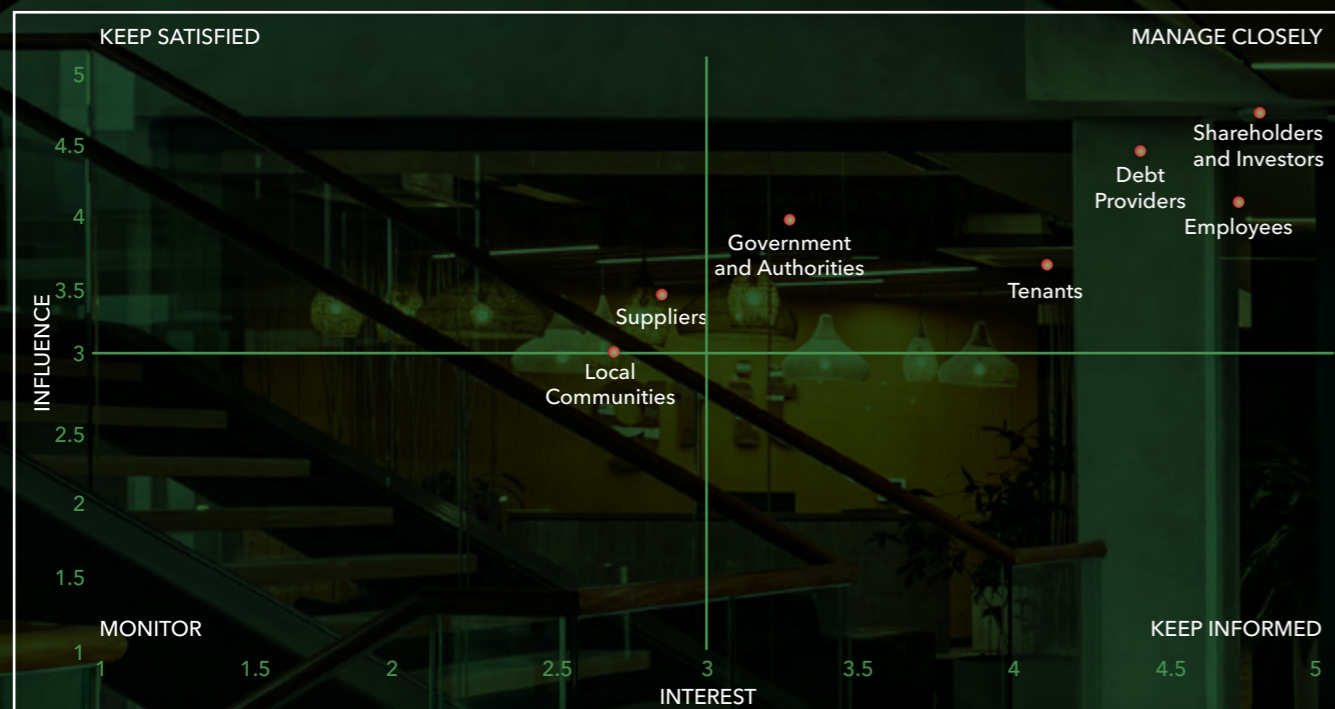 KEEP SATISFIED
MANAGE CLOSELY
5
4.5
4
3.5
3
2.5
2
1.5
1
INFLUENCE
Shareholders
and Investors
Debt
Providers
Employees
Government
and Authorities
Tenants
Suppliers
Local
Communities
MONITOR
KEEP INFORMED
1
1.5
2
2.5
3
3.5
4
4.5
5
INTEREST